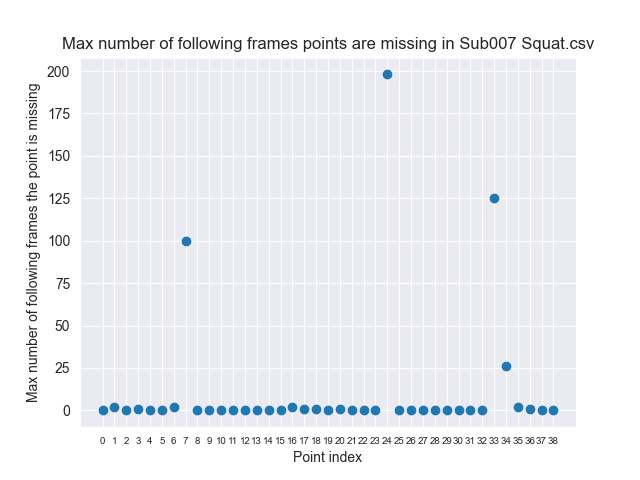 Max number of following frames points are missing in Sub007 Squat.csv
Max number of following frames the point is missing
200
175
150
125
100
75
50
25
0
0 1 2 3 4 5 6 7 8 9 10 11 12 13 14 15 16 17 18 19 20 21 22 23 24 25 26 27 28 29 30 31 32 33 34 35 36 37 38
Point index